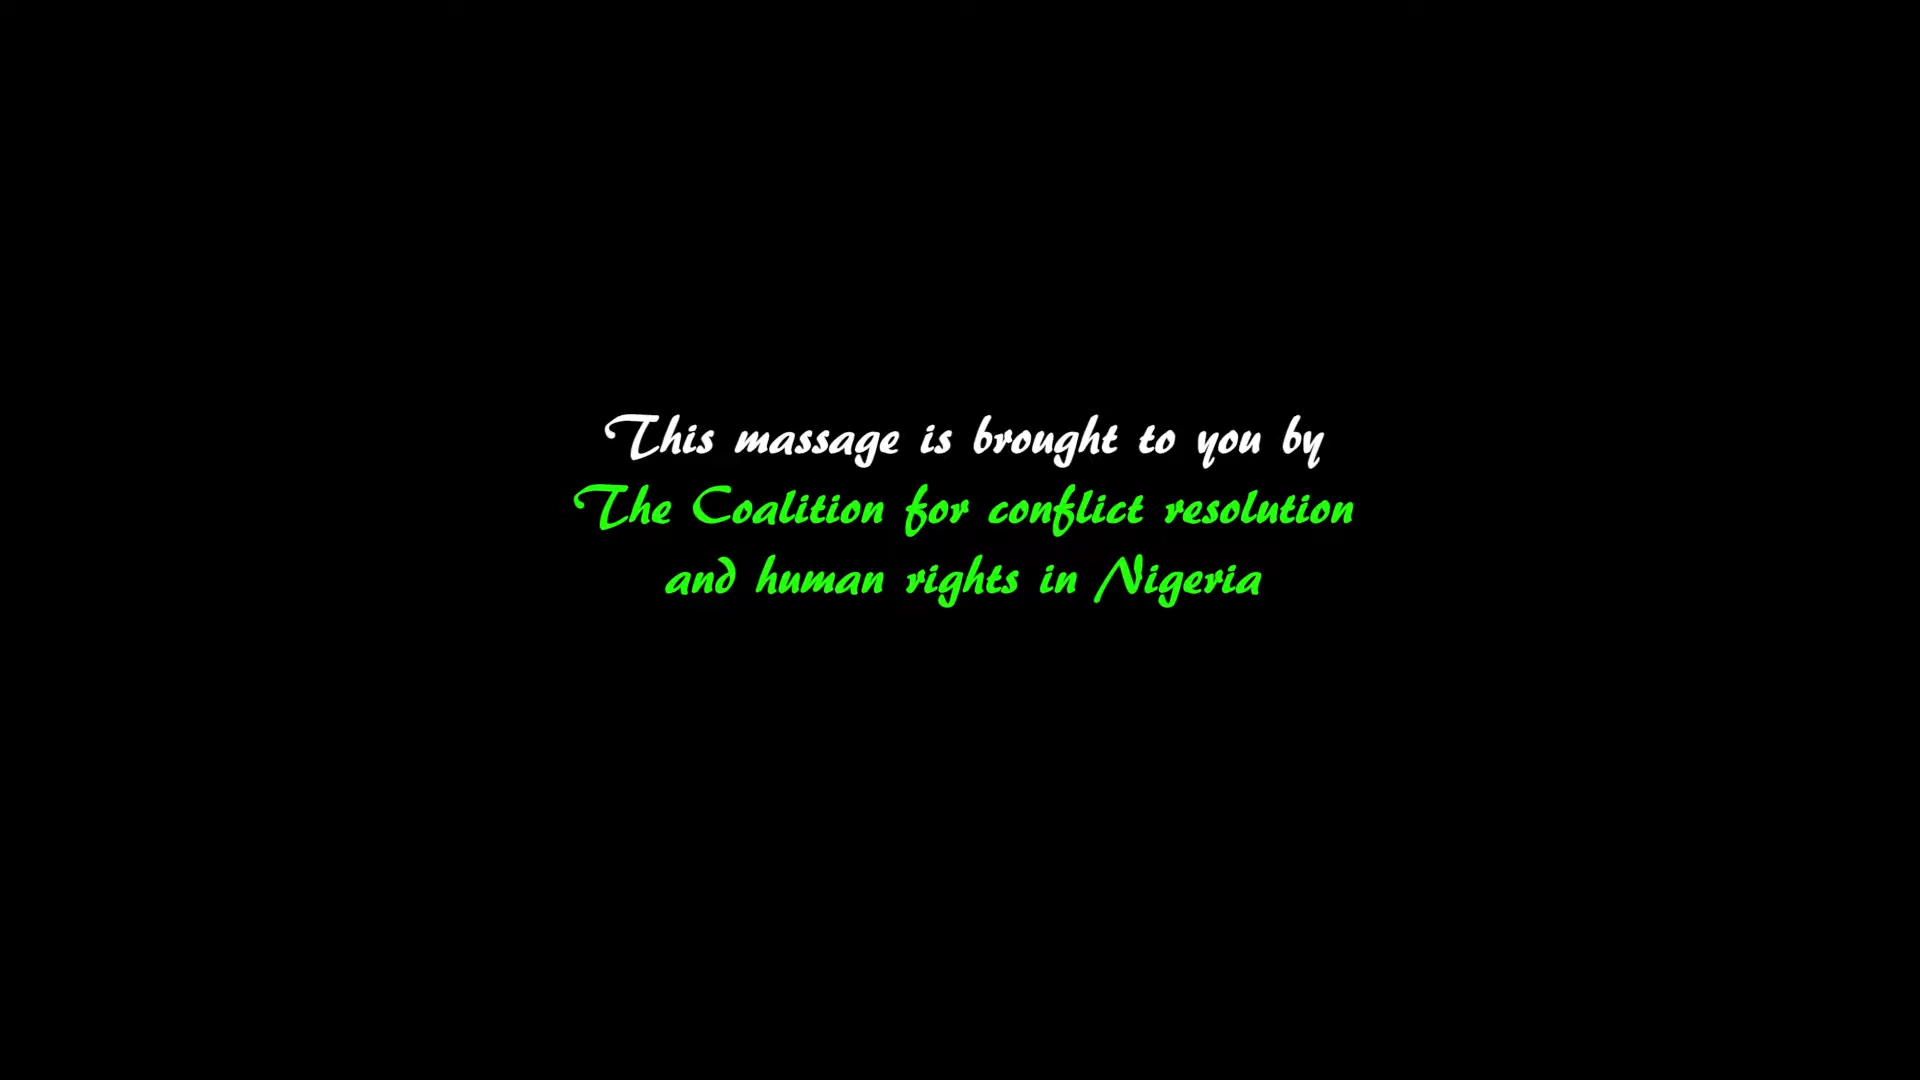 This massage is brought to you by
The Coalition for conflict resolution
and human rights in Nigeria